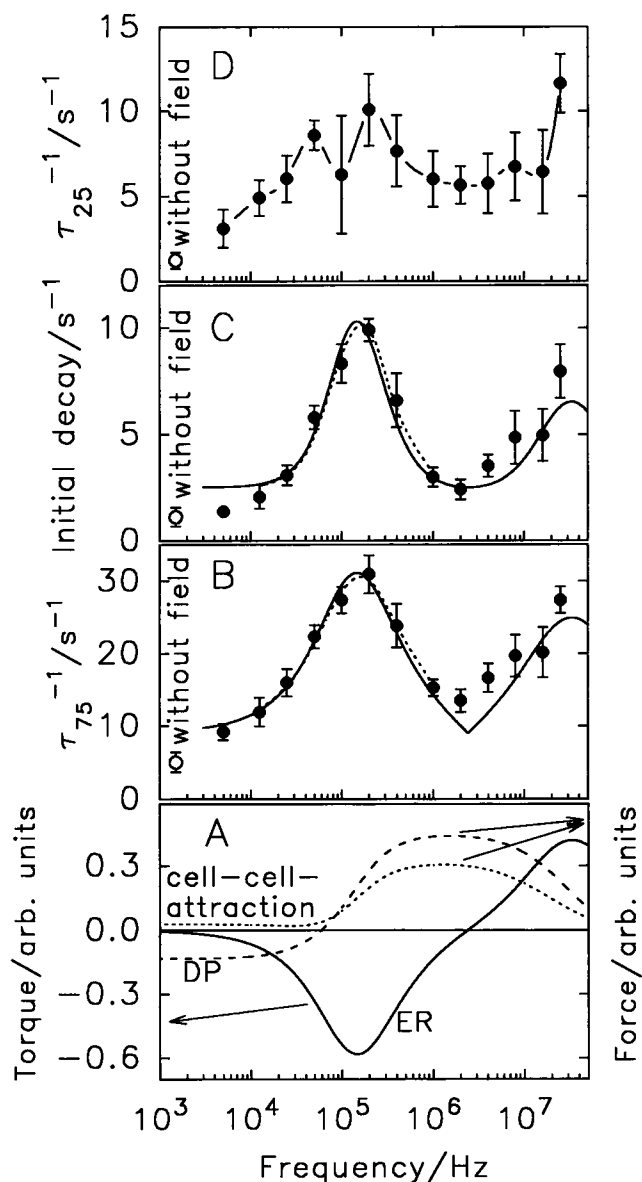 D
τ₂₅⁻¹/s⁻¹
15
10
5
0
without field
C
Initial decay/s⁻¹
10
5
0
without field
B
τ₇₅⁻¹/s⁻¹
30
20
10
0
without field
A
Torque/arb. units
Force/arb. units
0.3
0.0
−0.3
−0.6
cell−cell−
attraction
DP
ER
10³ 10⁴ 10⁵ 10⁶ 10⁷
Frequency/Hz